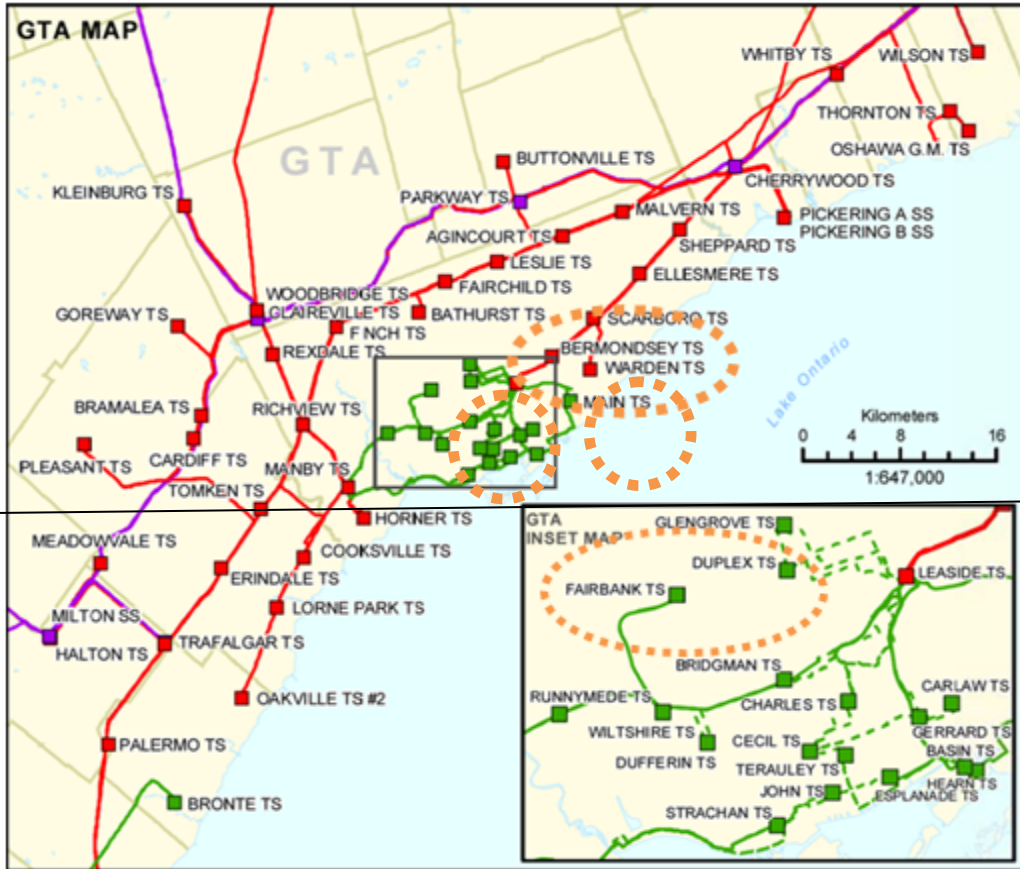 GTA MAP
WHITBY TS
WILSON TS
THORNTON TS
OSHAWA G.M. TS
GTA
BUTTONVILLE TS
CHERRYWOOD TS
KLEINBURG TS
PARKWAY TS
MALVERN TS
PICKERING A SS
PICKERING B SS
AGINCOURT TS
SHEPPARD TS
LESLIE TS
ELLESMERE TS
FAIRCHILD TS
WOODBRIDGE TS
CLAIREVILLE TS
BATHURST TS
GOREWAY TS
FINCH TS
SCARBORO TS
REXDALE TS
BERMONDSEY TS
WARDEN TS
Lake Ontario
BRAMALEA TS
RICHVIEW TS
MAIN TS
Kilometers
0 4 8 16
1:647,000
PLEASANT TS
CARDIFF TS
MANBY TS
TOMKEN TS
HORNER TS
MEADOWVALE TS
COOKSVILLE TS
ERINDALE TS
LORNE PARK TS
MILTON SS
HALTON TS
TRAFALGAR TS
OAKVILLE TS #2
PALERMO TS
BRONTE TS
GTA
INSET MAP
GLENGROVE TS
DUPLEX TS
LEASIDE TS
FAIRBANK TS
BRIDGMAN TS
RUNNYMEDE TS
CHARLES TS
CARLAW TS
WILTSHIRE TS
CECIL TS
GERRARD TS
DUFFERIN TS
TERAULEY TS
BASIN TS
HEARN TS
JOHN TS
ESPLANADE TS
STRACHAN TS